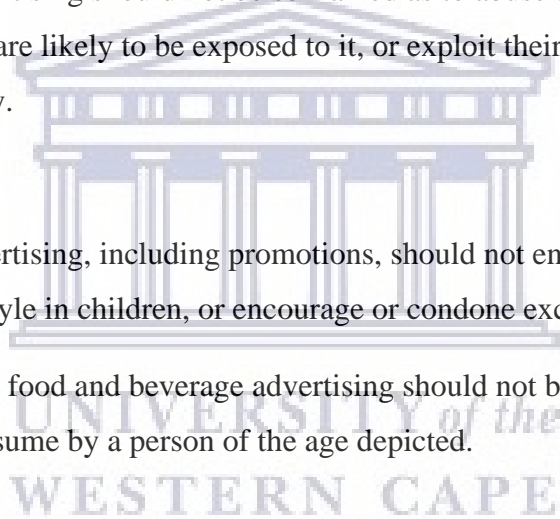 are likely to be exposed to it, or exploit their
y.
ertising, including promotions, should not en
yle in children, or encourage or condone exc
food and beverage advertising should not b
UNIVERSITY of the
sume by a person of the age depicted.
WESTERN CAPE